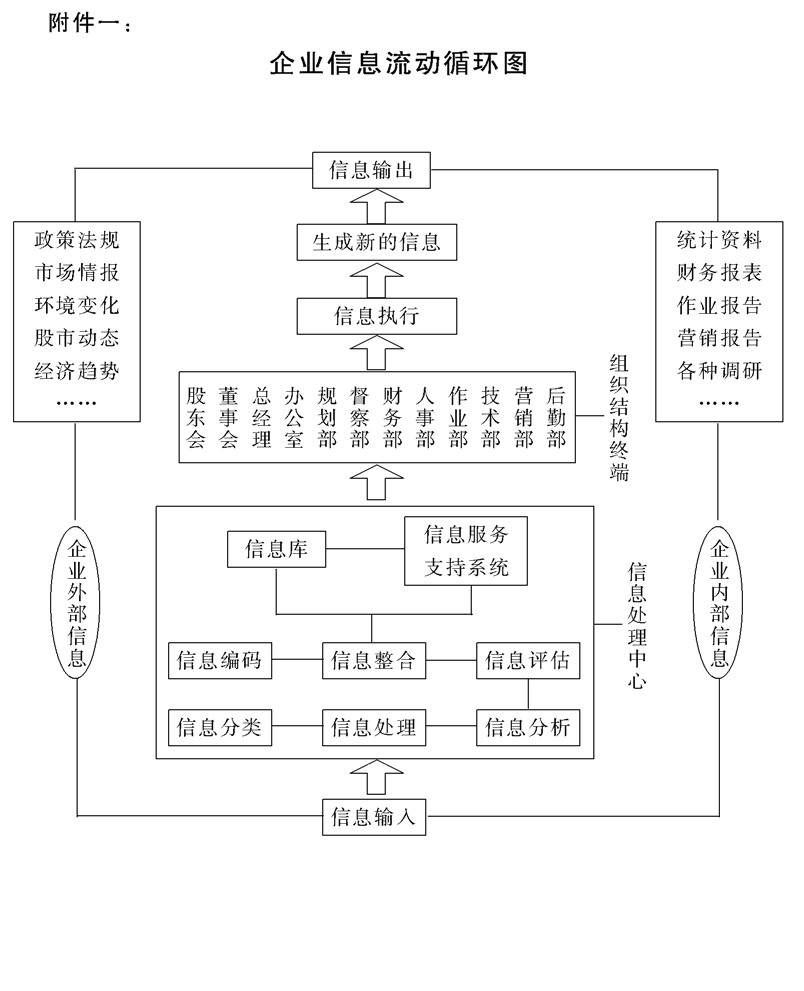 附件一：
企业信息流动循环图
信息输出
生成新的信息
信息执行
政策法规
市场情报
环境变化
股市动态
经济趋势
……
统计资料
财务报表
作业报告
营销报告
各种调研
……
股东会
董事会
总经理
办公室
规划部
督察部
财务部
人事部
作业部
技术部
营销部
后勤部
组织结构终端
信息库
信息服务
支持系统
信息编码
信息整合
信息评估
信息分类
信息处理
信息分析
信息处理中心
企业外部信息
企业内部信息
信息输入